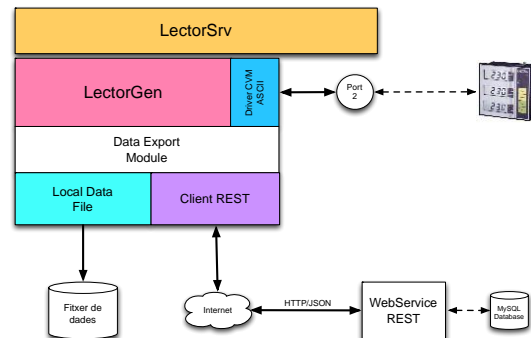 LectorSrv
LectorGen
Driver CVM
ASCII
Port
2
Data Export
Module
Local Data
File
Client REST
Fitxer de
dades
Internet
HTTP/JSON
WebService
REST
MySQL
Database